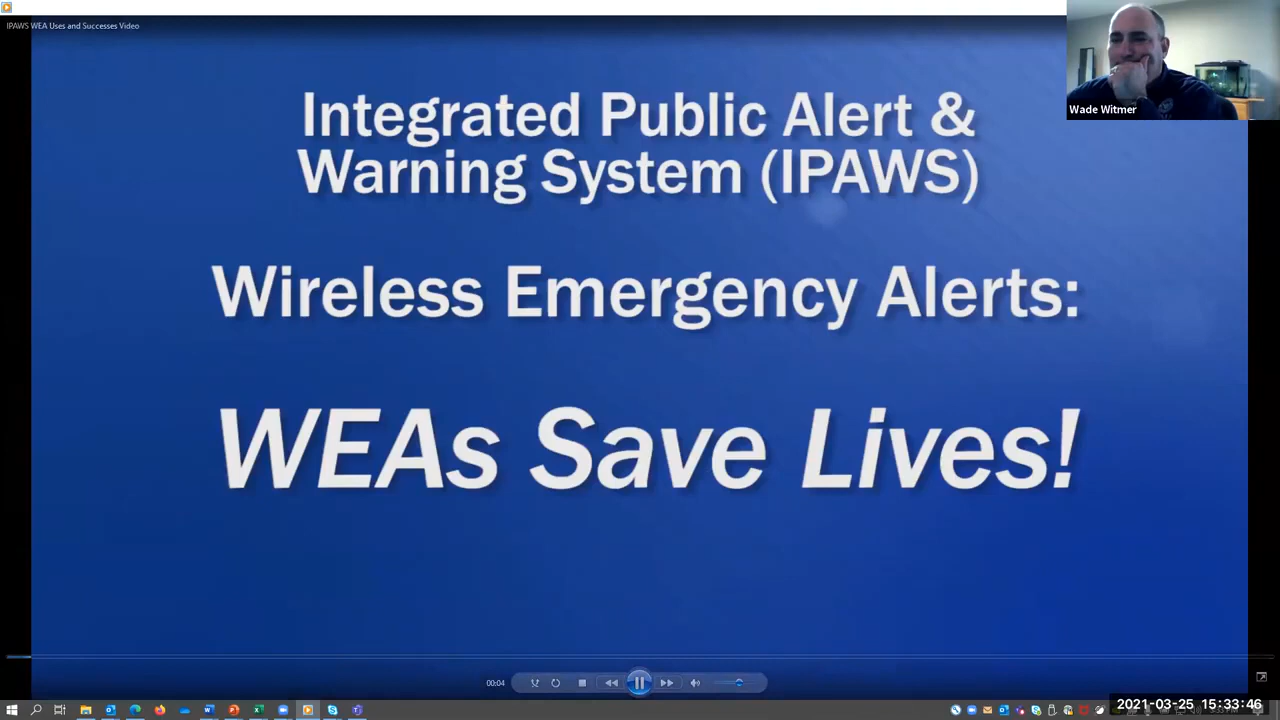 IPAWS WEA Uses and Successes Video
Wade Witmer
Integrated Public Alert &
Warning System (IPAWS)
Wireless Emergency Alerts:
WEAs Save Lives!
00:04
2021-03-25 15:33:46